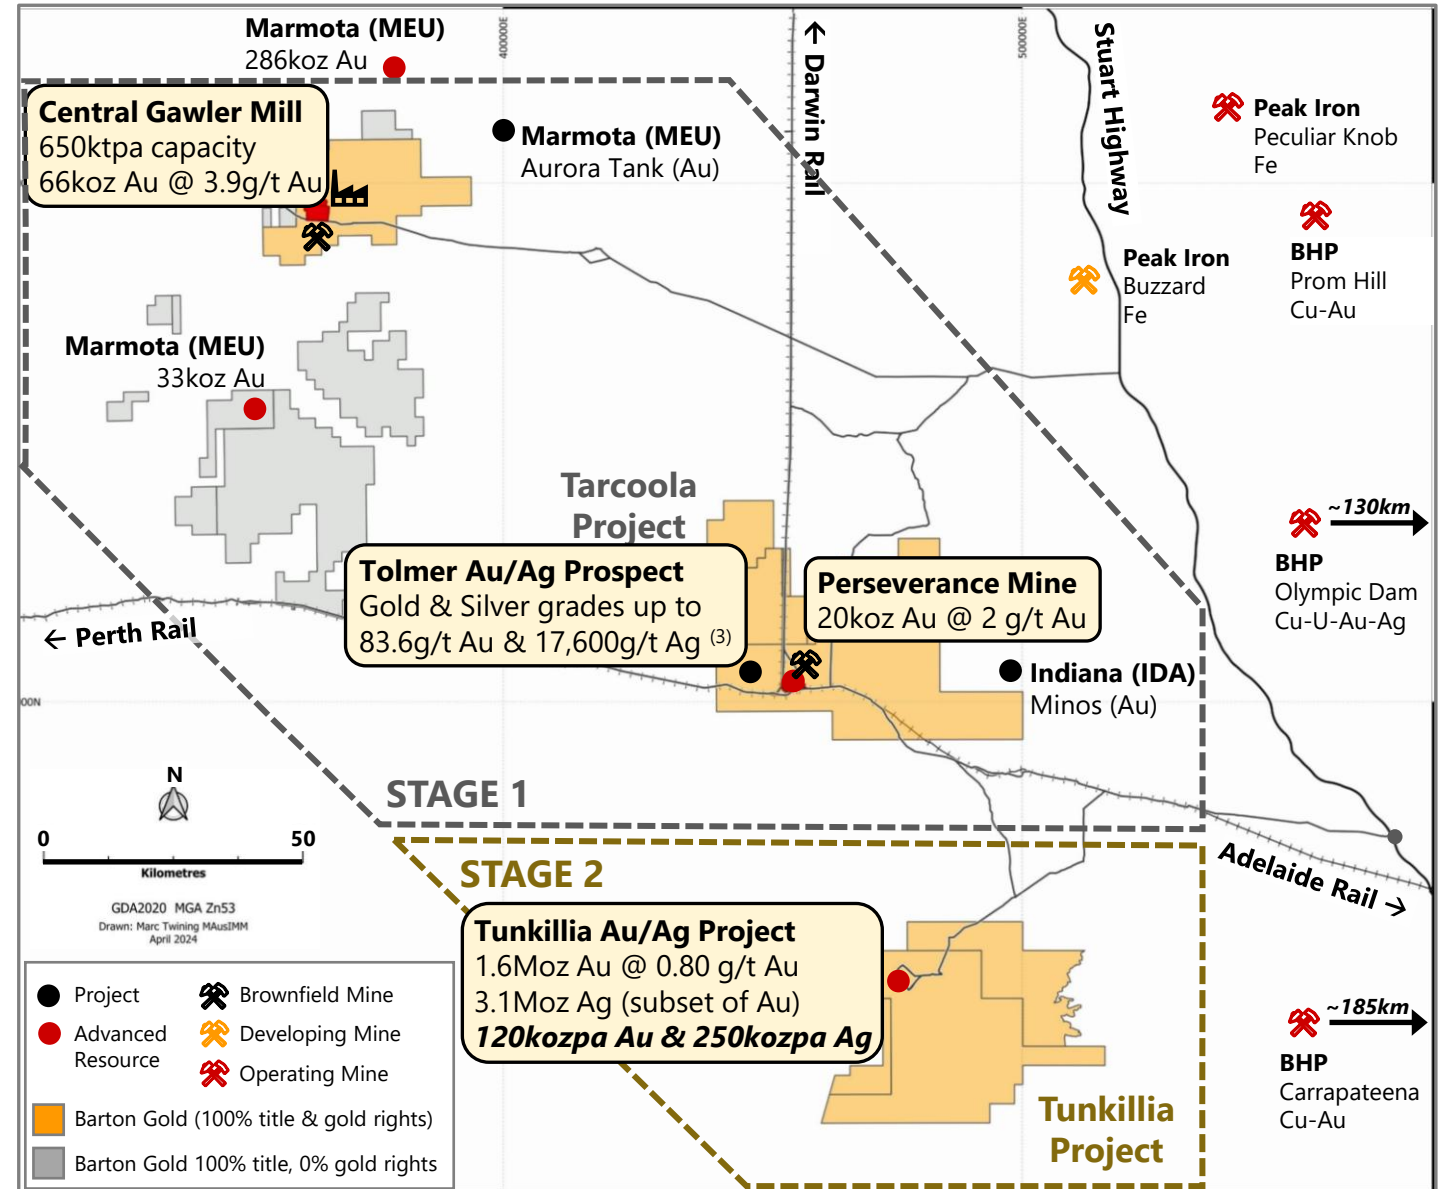 Marmota (MEU)
286koz Au
400000E
← Darwin Rail
500000E
Stuart Highway
Central Gawler Mill
650ktpa capacity
66koz Au @ 3.9g/t Au
Marmota (MEU)
Aurora Tank (Au)
Peak Iron
Peculiar Knob
Fe
BHP
Prom Hill
Cu-Au
Peak Iron
Buzzard
Fe
Marmota (MEU)
33koz Au
Tarcoola
Project
~130km
BHP
Olympic Dam
Cu-U-Au-Ag
Tolmer Au/Ag Prospect
Gold & Silver grades up to
83.6g/t Au & 17,600g/t Ag (3)
Perseverance Mine
20koz Au @ 2 g/t Au
← Perth Rail
Indiana (IDA)
Minos (Au)
00N
N
0 50
Kilometres
GDA2020 MGA Zn53
Drawn: Marc Twining MAusIMM
April 2024
STAGE 1
STAGE 2
Adelaide Rail →
Tunkillia Au/Ag Project
1.6Moz Au @ 0.80 g/t Au
3.1Moz Ag (subset of Au)
120kozpa Au & 250kozpa Ag
~185km
BHP
Carrapateena
Cu-Au
Tunkillia
Project
Project
Brownfield Mine
Advanced
Resource
Developing Mine
Operating Mine
Barton Gold (100% title & gold rights)
Barton Gold 100% title, 0% gold rights